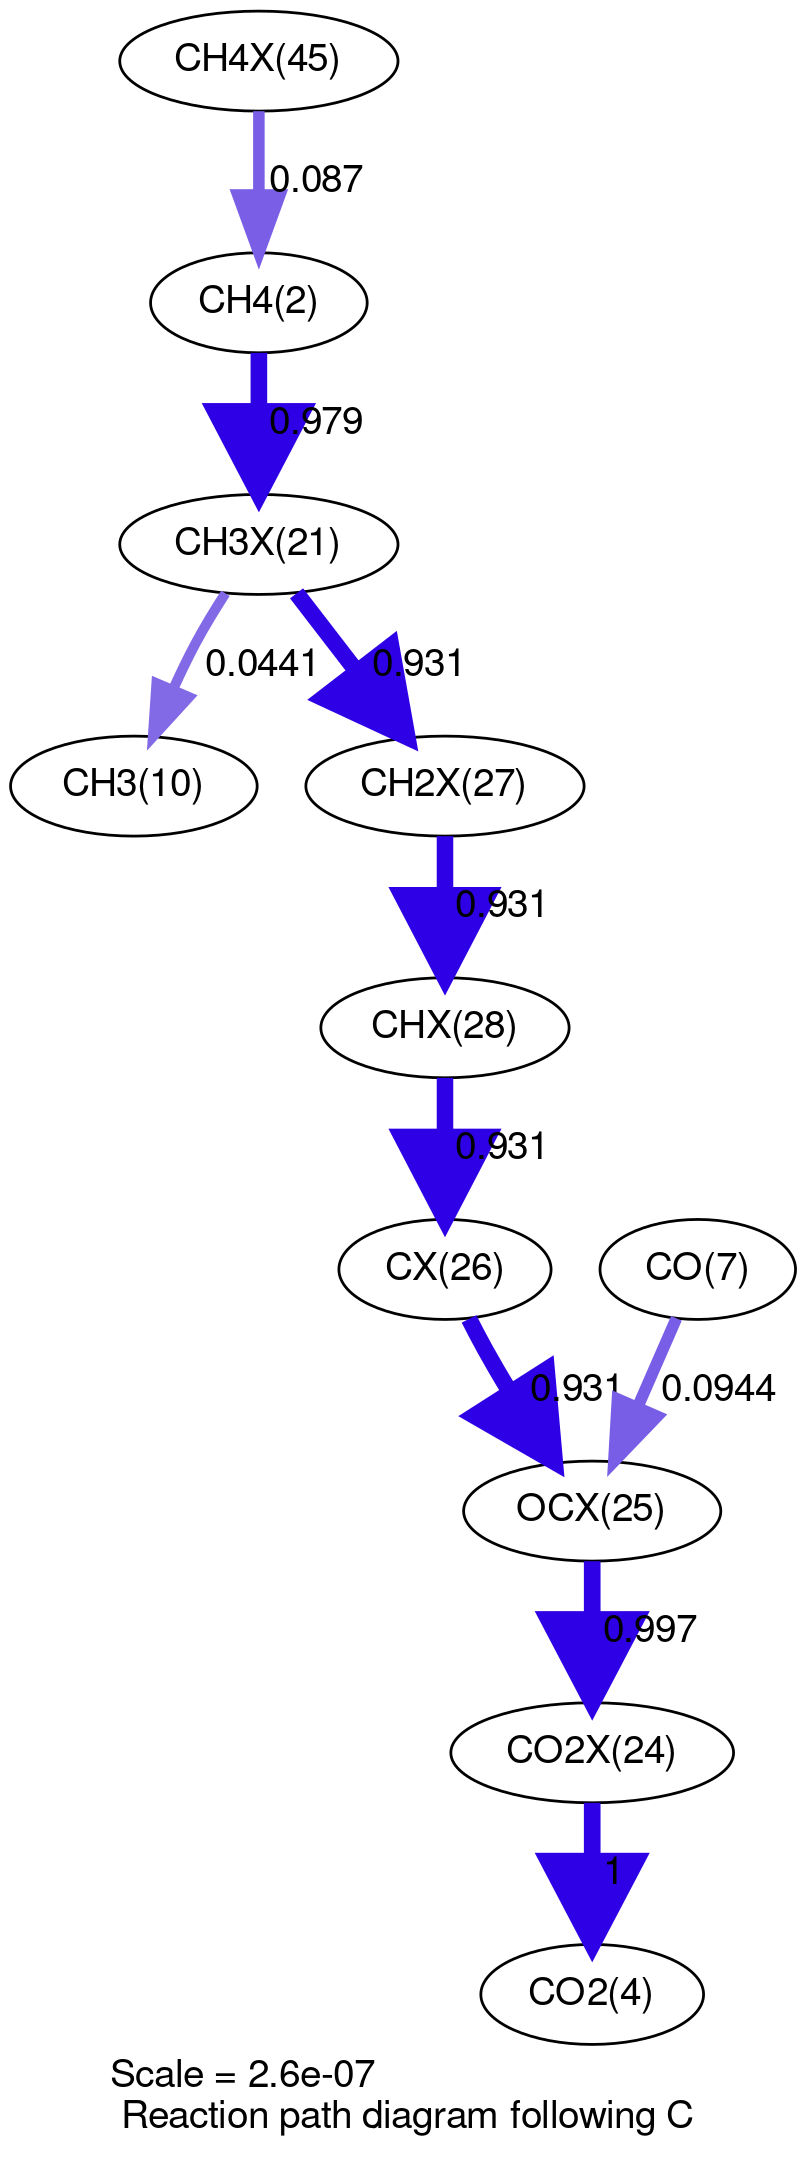 CH4X(45)
0.087
CH4(2)
0.979
CH3X(21)
0.0441
0.931
CH3(10)
CH2X(27)
0.931
CHX(28)
0.931
CX(26)
CO(7)
0.931
0.0944
OCX(25)
0.997
CO2X(24)
1
CO2(4)
Scale = 2.6e-07
Reaction path diagram following C